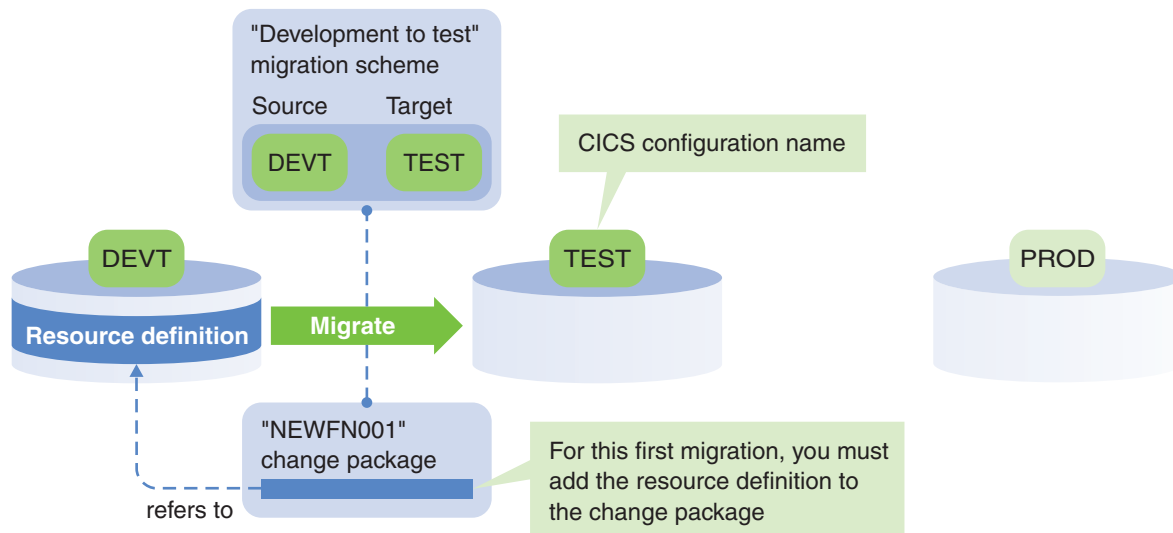 "Development to test"
migration scheme
Source Target
DEVT TEST
CICS configuration name
DEVT
TEST
PROD
Resource definition
Migrate
"NEWFN001"
change package
refers to
For this first migration, you must
add the resource definition to
the change package